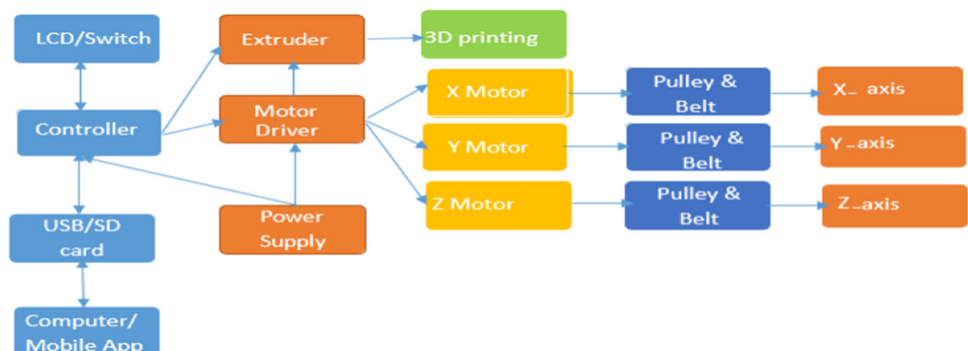 LCD/Switch
Extruder
3D printing
X Motor
Pulley &
Belt
X_ axis
Controller
Motor
Driver
Y Motor
Pulley &
Belt
Y_axis
Z Motor
Pulley &
Belt
Z_axis
USB/SD
card
Power
Supply
Computer/
Mobile App